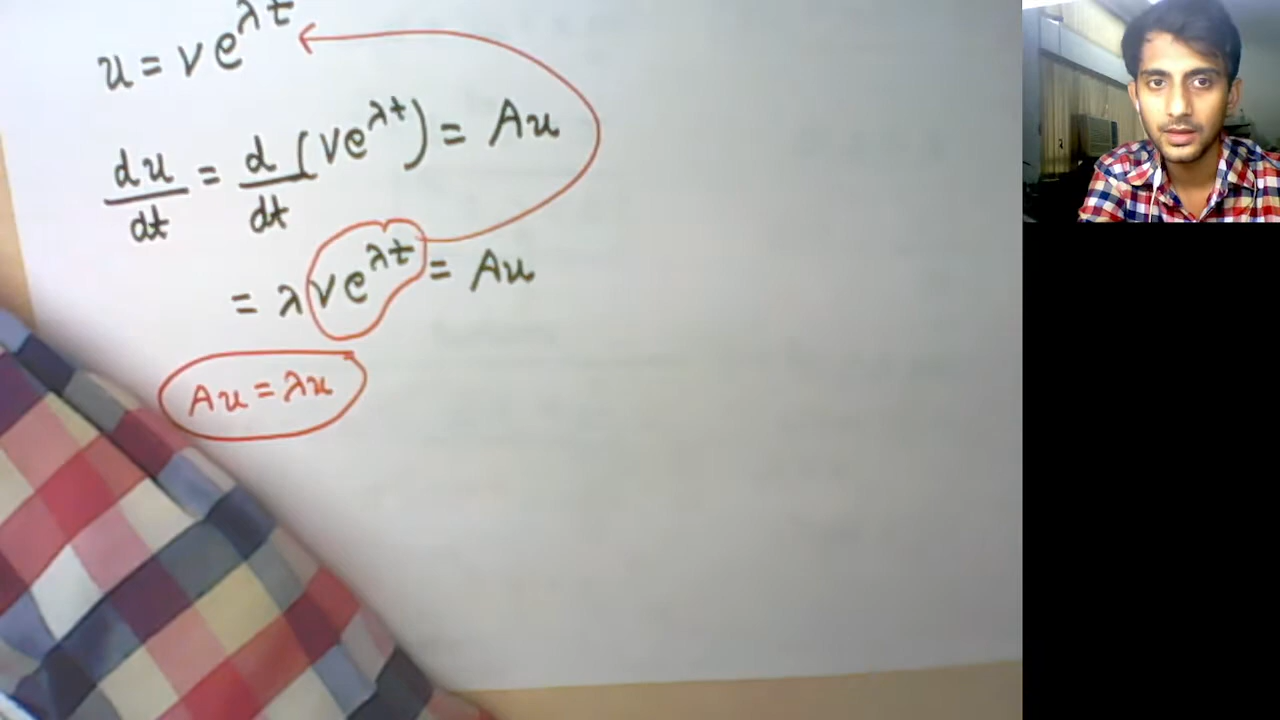 u = ve^{λt}
du/dt = d/dt (ve^{λt}) = Au
= λve^{λt} = Au
Au = λu